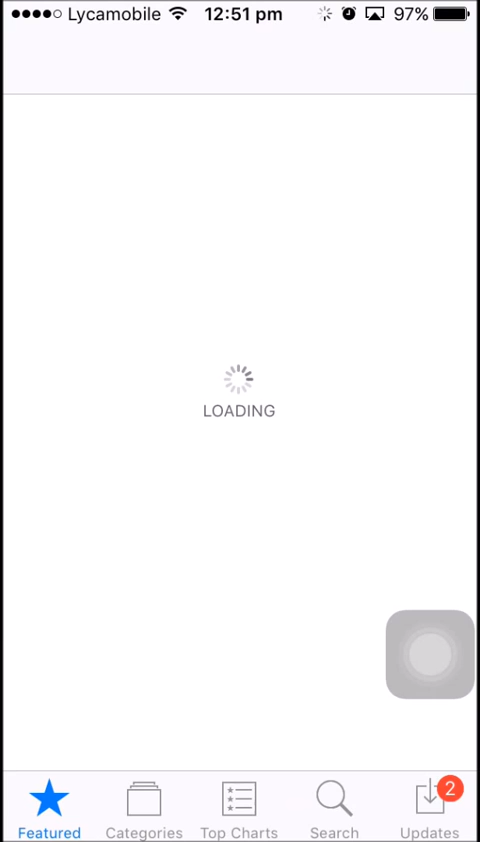 Lycamobile 12:51 pm 97%
LOADING
2
Featured Categories Top Charts Search Updates